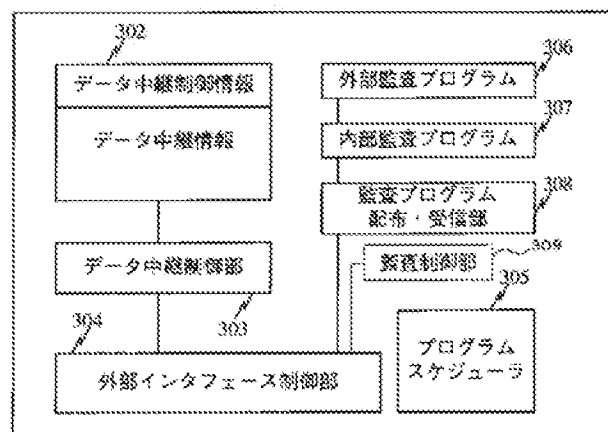 302
データ中継制御情報
データ中継情報
データ中継制御部
303
304
外部インタフェース制御部
306
外部監査プログラム
307
内部監査プログラム
308
監査プログラム
配布・受信部
309
監査制御部
305
プログラム
スケジューラ